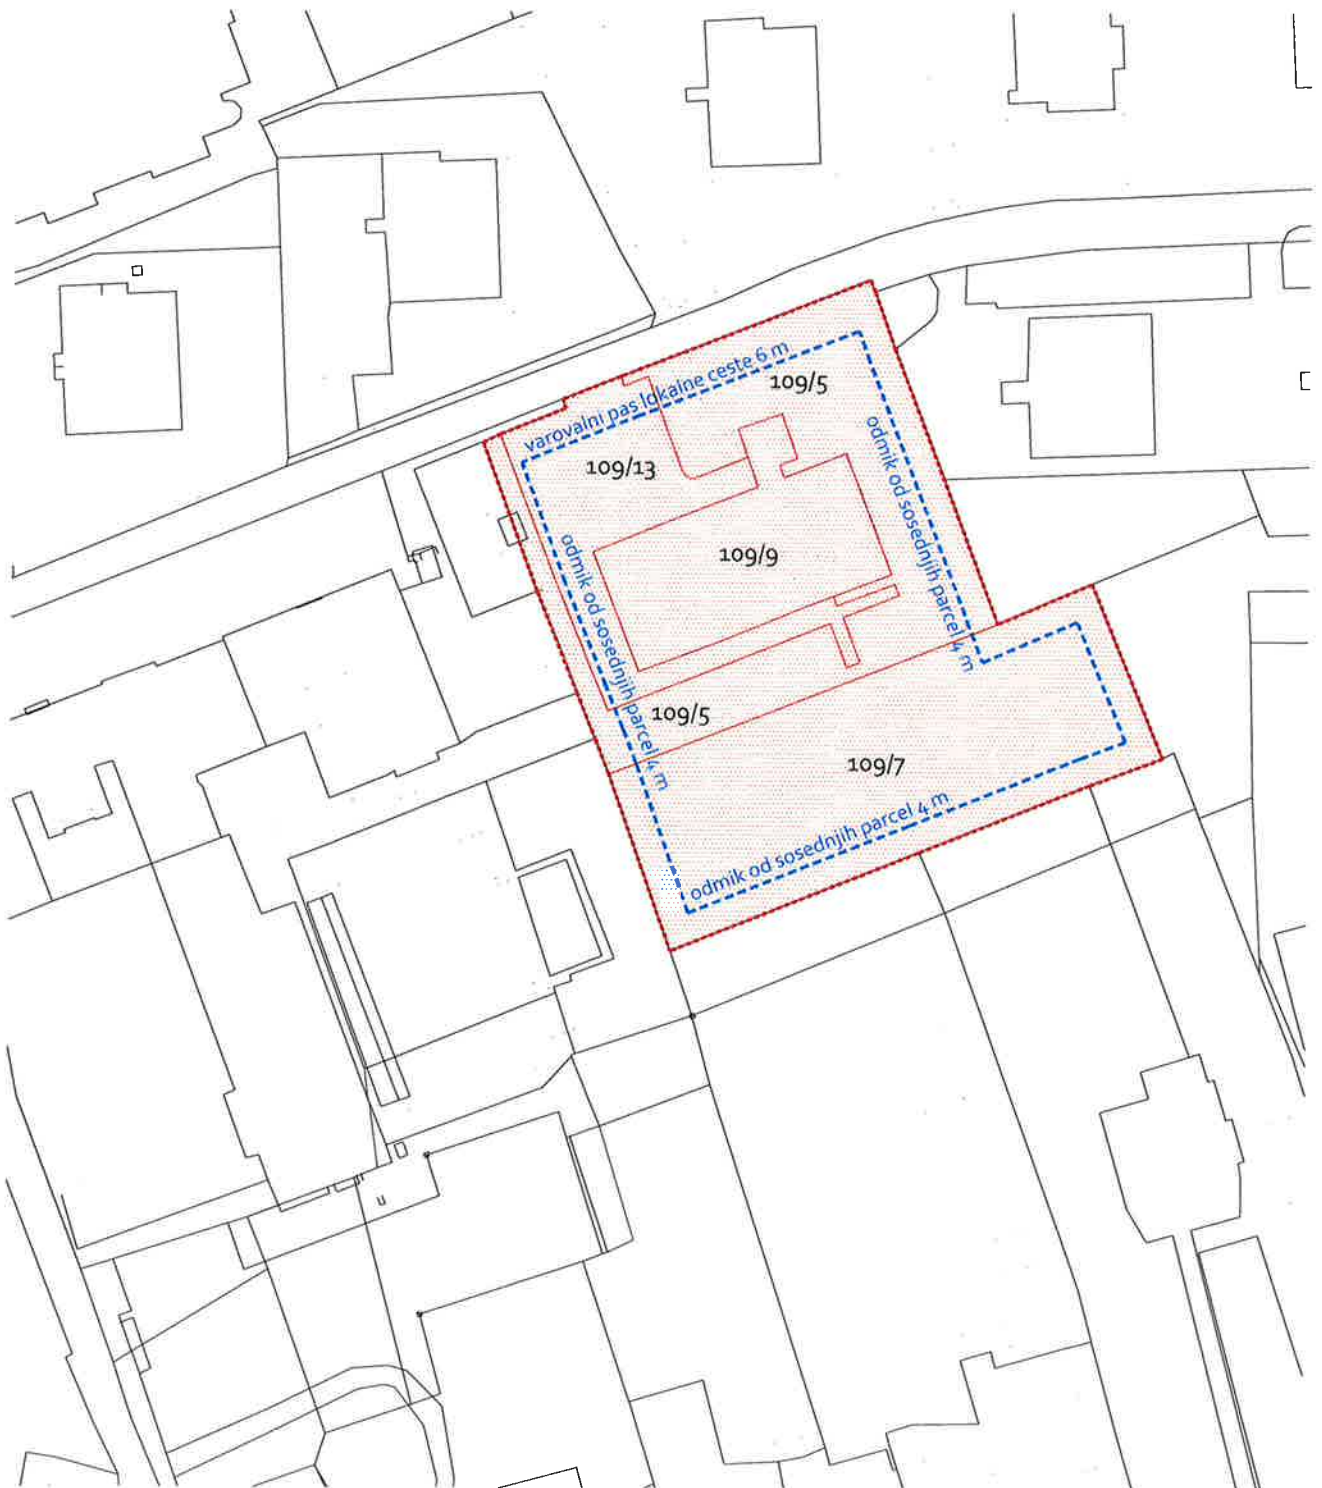 varovalni pas lokalne ceste 6 m
109/5
109/13
odmik od sosednjih parcel 4 m
109/9
odmik od sosednjih parcel 4 m
109/5
109/7
odmik od sosednjih parcel 4 m